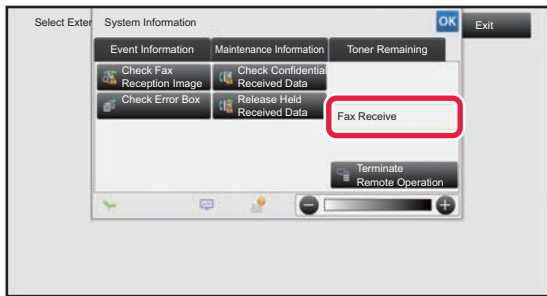 Select Exter
System Information
OK
Exit
Event Information
Maintenance Information
Toner Remaining
Check Fax
Reception Image
Check Confidential
Received Data
Check Error Box
Release Held
Received Data
Fax Receive
Terminate
Remote Operation